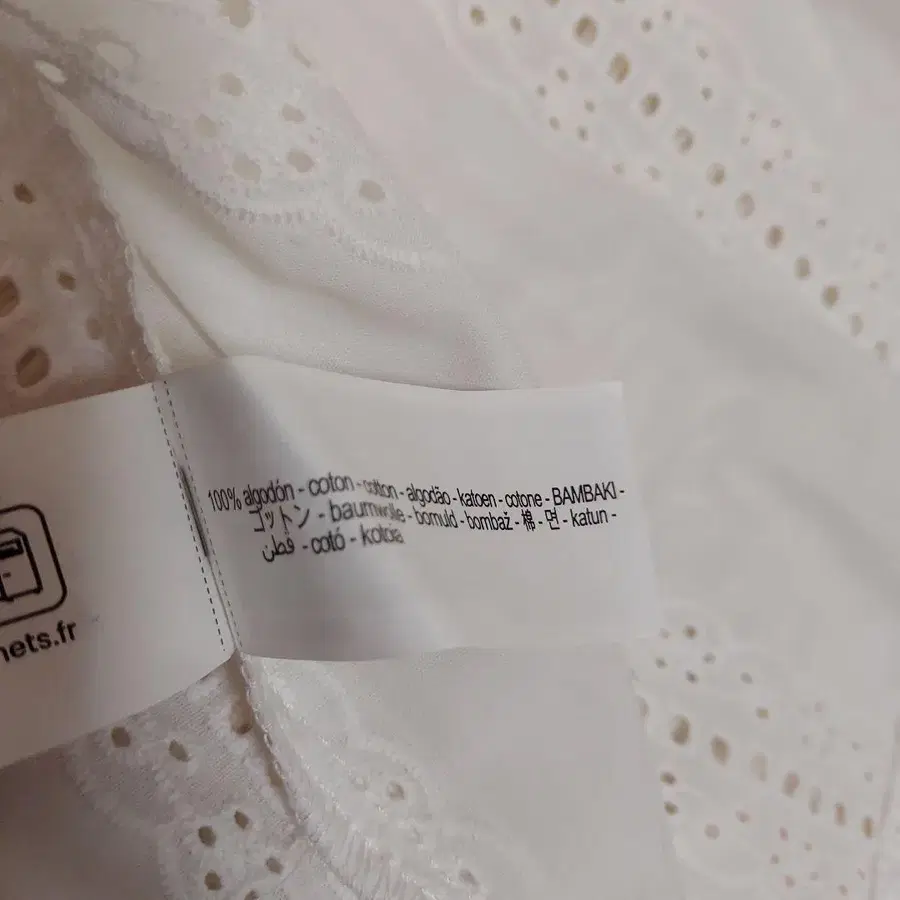 100% algodón - coton - cotton - algodão - katoen - cotone - BAMBAKI -
コットン - baumwolle - bomuld - bombaž - 棉 - 면 - katun -
قطن - cotó - kotoia
nets.fr